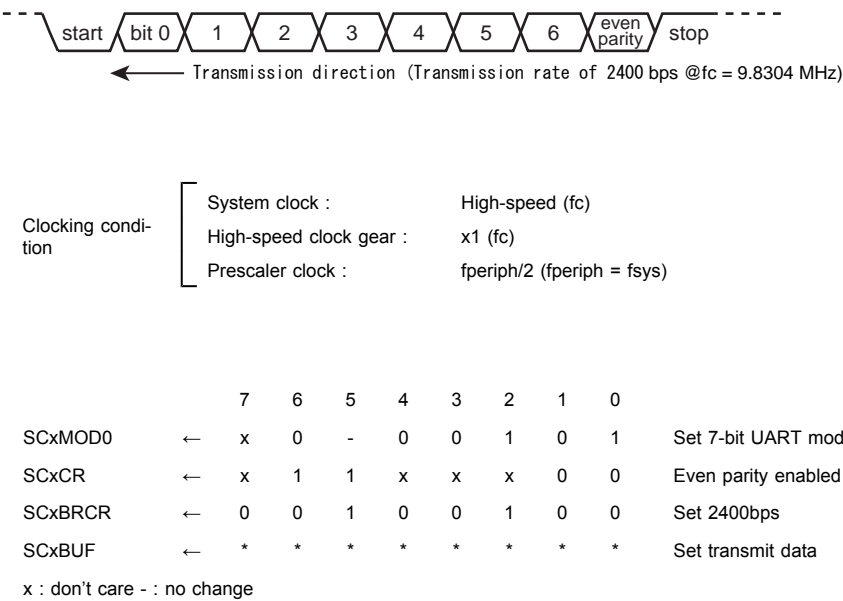 start bit 0 1 2 3 4 5 6 even parity stop
Transmission direction (Transmission rate of 2400 bps @fc = 9.8304 MHz)
Clocking condi-
tion
System clock : High-speed (fc)
High-speed clock gear : x1 (fc)
Prescaler clock : fperiph/2 (fperiph = fsys)
7 6 5 4 3 2 1 0
SCxMOD0 ← x 0 - 0 0 1 0 1 Set 7-bit UART mod
SCxCR ← x 1 1 x x x 0 0 Even parity enabled
SCxBRCR ← 0 0 1 0 0 1 0 0 Set 2400bps
SCxBUF ← * * * * * * * * Set transmit data
x : don't care - : no change